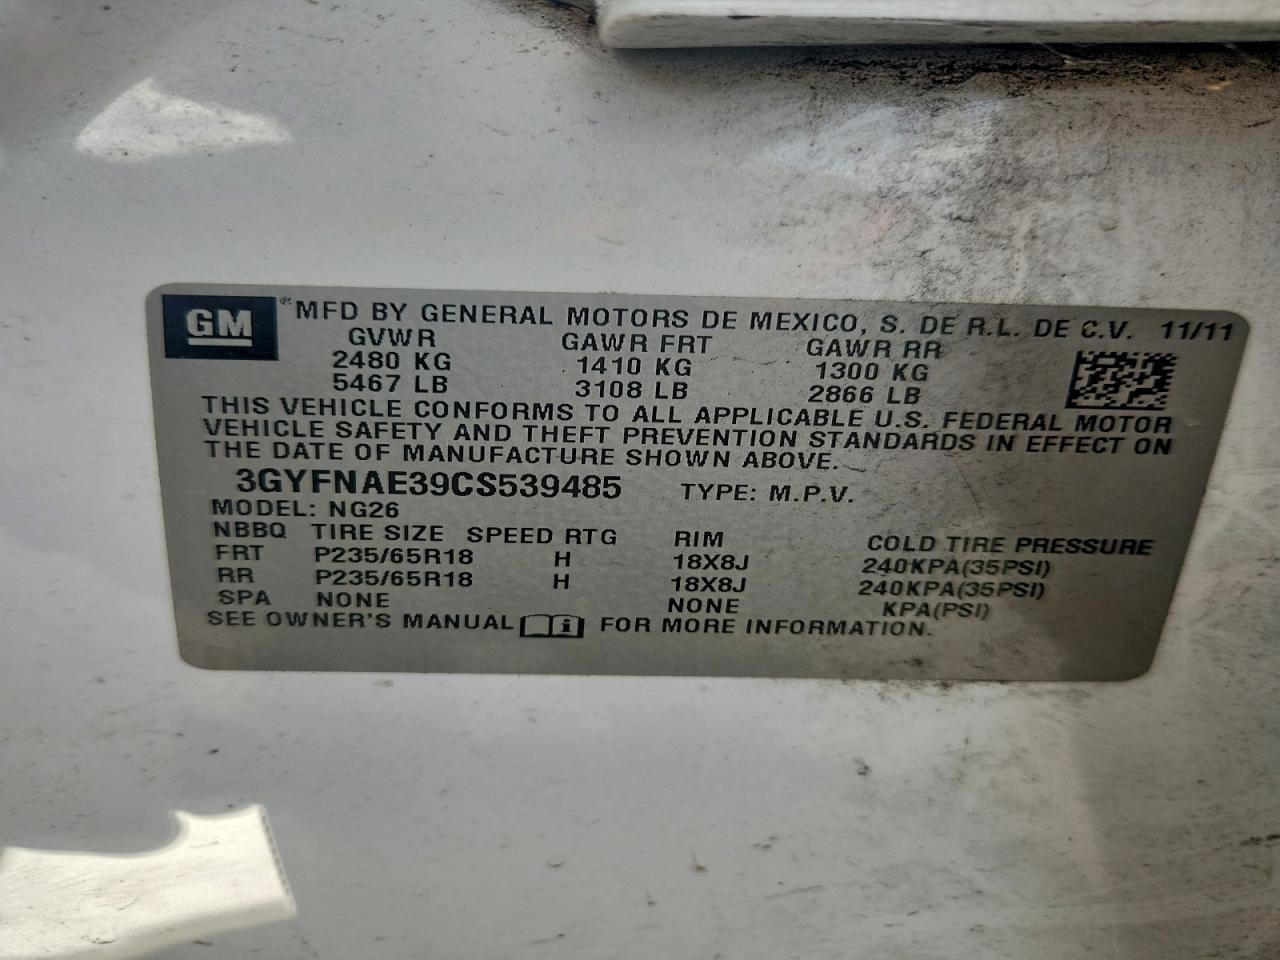 GM ® MFD BY GENERAL MOTORS DE MEXICO, S. DE R.L. DE C.V. 11/11
GVWR GAWR FRT GAWR RR
2480 KG 1410 KG 1300 KG
5467 LB 3108 LB 2866 LB
THIS VEHICLE CONFORMS TO ALL APPLICABLE U.S. FEDERAL MOTOR
VEHICLE SAFETY AND THEFT PREVENTION STANDARDS IN EFFECT ON
THE DATE OF MANUFACTURE SHOWN ABOVE.
3GYFNAE39CS539485 TYPE: M.P.V.
MODEL: NG26
NBBQ TIRE SIZE SPEED RTG RIM COLD TIRE PRESSURE
FRT P235/65R18 H 18X8J 240KPA(35PSI)
RR P235/65R18 H 18X8J 240KPA(35PSI)
SPA NONE NONE KPA(PSI)
SEE OWNER'S MANUAL FOR MORE INFORMATION.